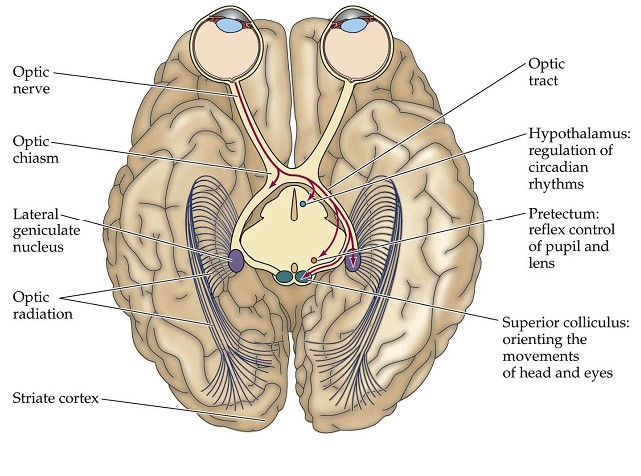 Optic
nerve
Optic
chiasm
Lateral
geniculate
nucleus
Optic
radiation
Striate cortex
Optic
tract
Hypothalamus:
regulation of
circadian
rhythms
Pretectum:
reflex control
of pupil and
lens
Superior colliculus:
orienting the
movements
of head and eyes